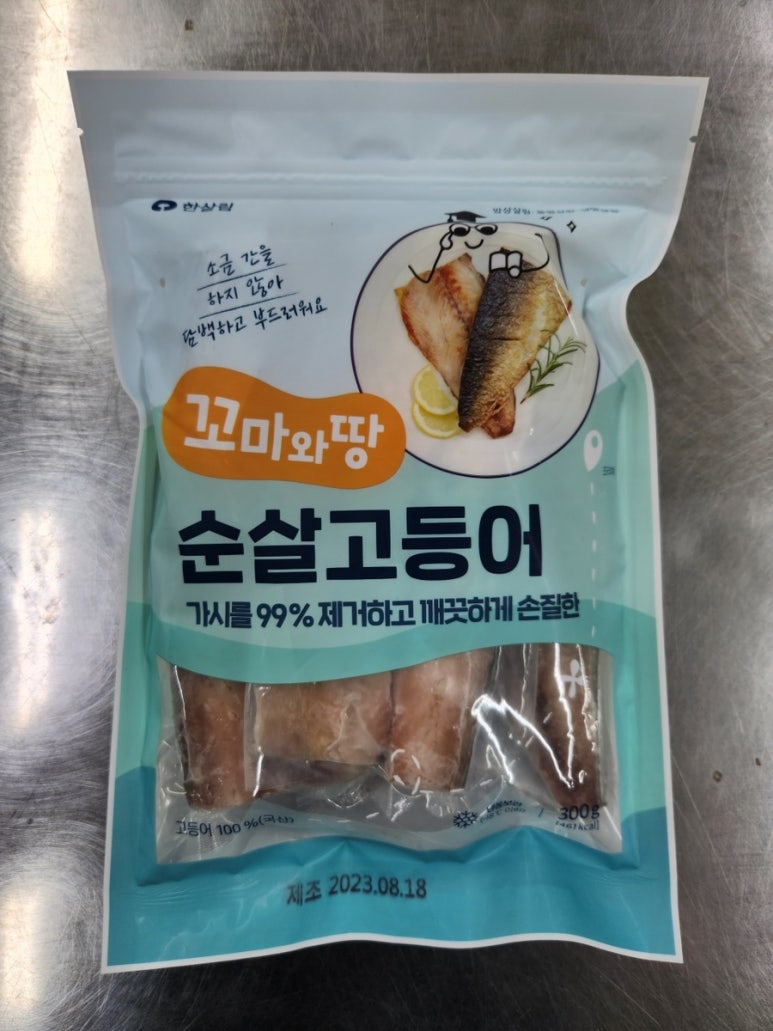 한살림
소금 간을
하지 않아
담백하고 부드러워요
꼬마와땅
순살고등어
가시를 99% 제거하고 깨끗하게 손질한
고등어 100 %(국산)
300g
제조 2023.08.18